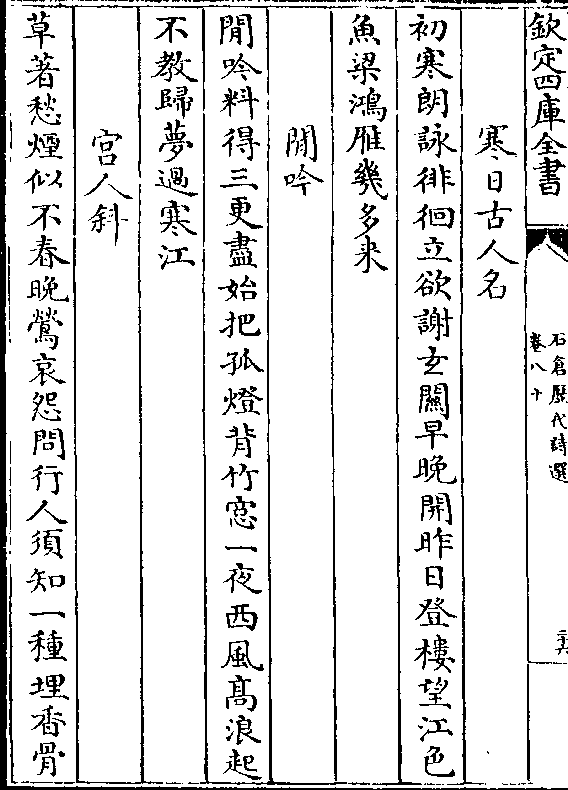 欽定四庫全書
石倉歷代詩選
卷八十
寒日古人名
初寒朗詠徘徊立欲謝玄關早晚開昨日登樓望江色
魚梁鴻雁幾多來
閒吟
閒吟料得三更盡始把孤燈背竹窓一夜西風髙浪起
不教歸夢過寒江
宫人斜
草著愁煙似不春晚鶯哀怨問行人須知一種埋香骨